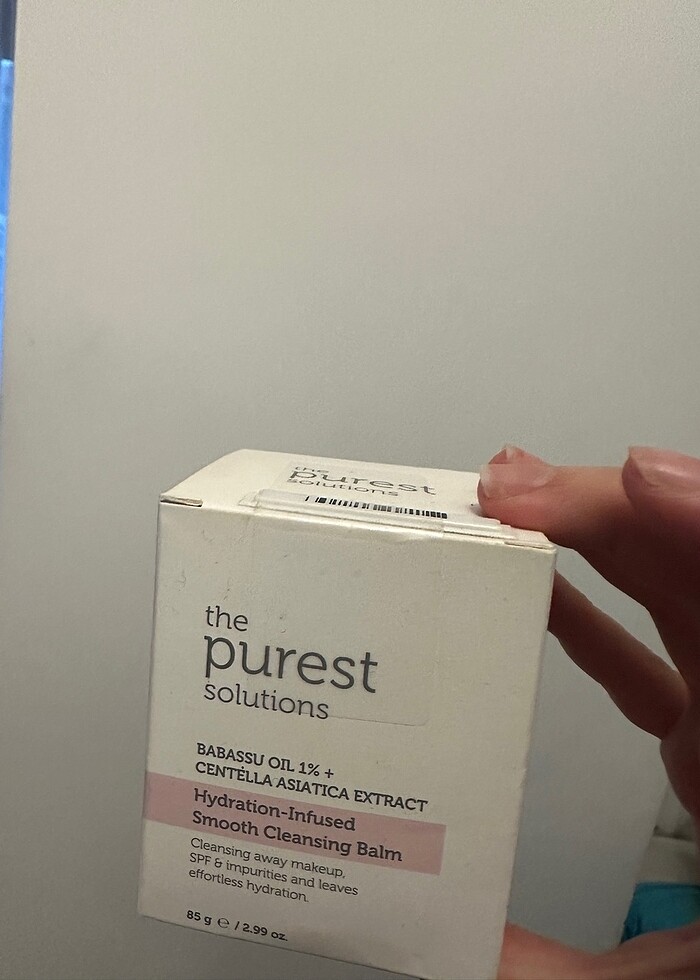 the
purest
solutions
the
purest
solutions
BABASSU OIL 1% +
CENTELLA ASIATICA EXTRACT
Hydration-Infused
Smooth Cleansing Balm
Cleansing away makeup,
SPF & impurities and leaves
effortless hydration.
85 g ℮ / 2.99 oz.